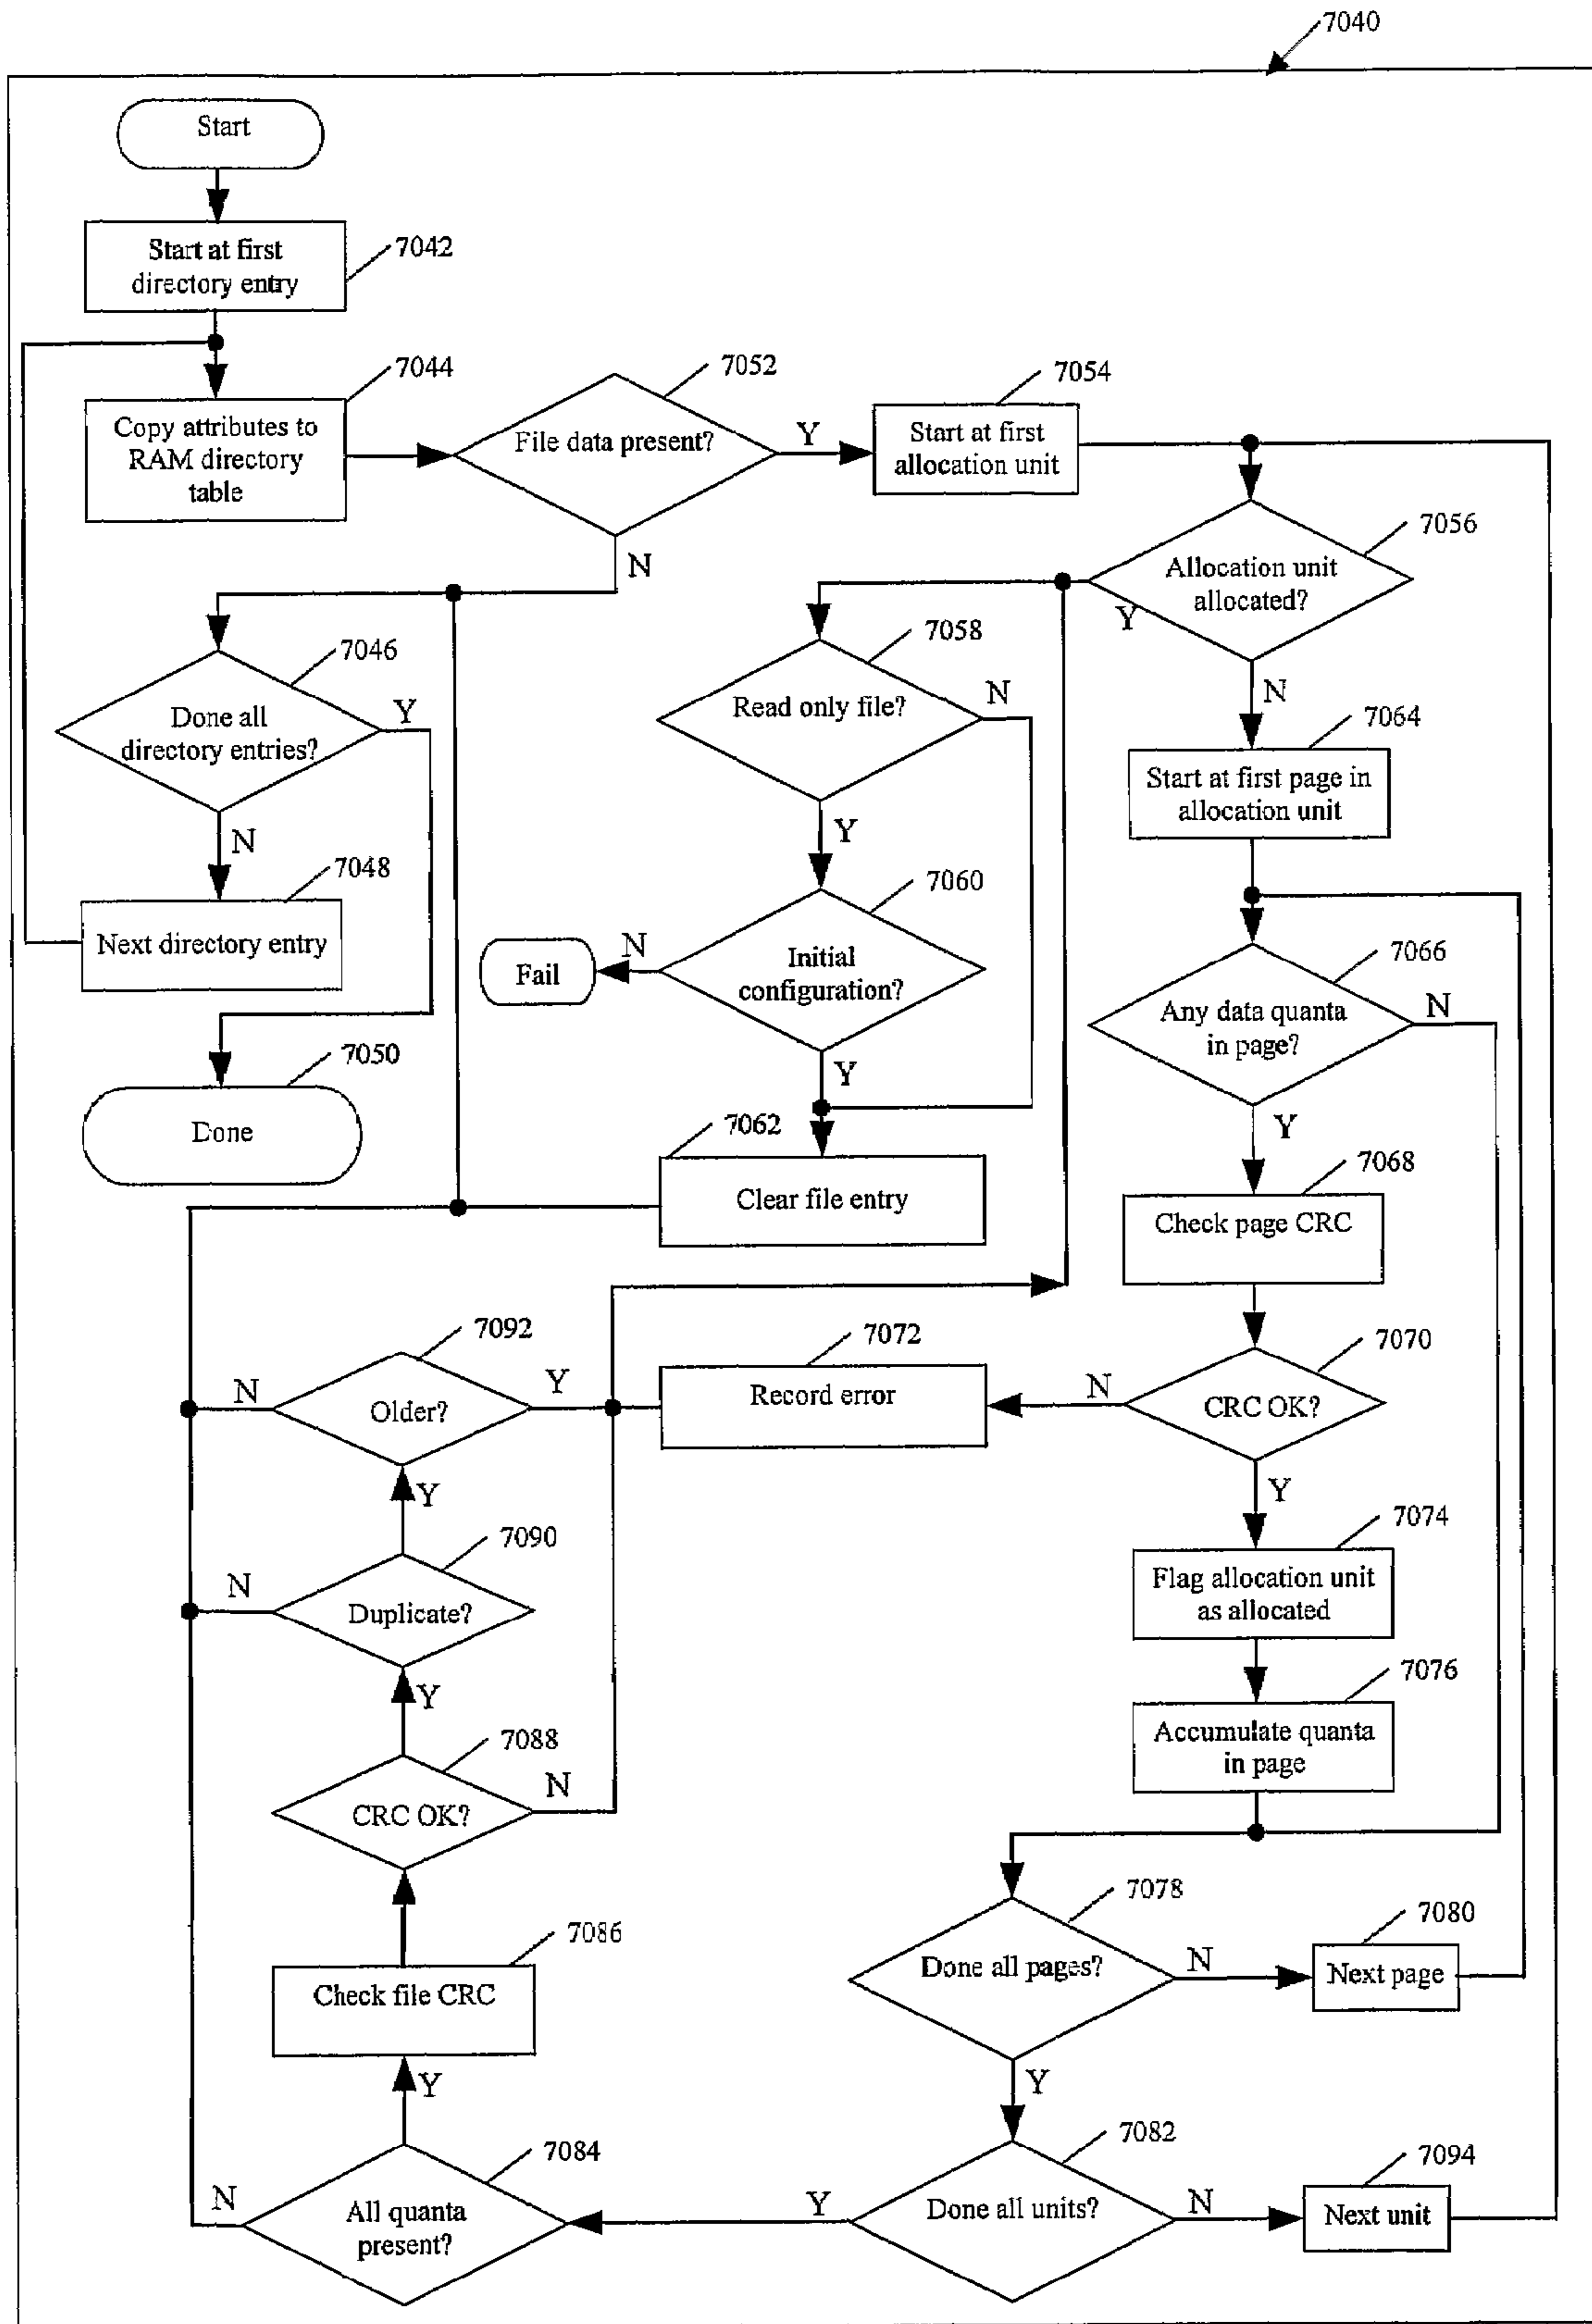 7040
Start
Start at first
directory entry
7042
Copy attributes to
RAM directory
table
7044
File data present?
7052
Y
N
Start at first
allocation unit
7054
Allocation unit
allocated?
7056
Y
N
Done all
directory entries?
7046
Y
N
Next directory entry
7048
Done
7050
Read only file?
7058
N
Y
Initial
configuration?
7060
N
Fail
Y
7062
Clear file entry
Start at first page in
allocation unit
7064
Any data quanta
in page?
7066
N
Y
Check page CRC
7068
CRC OK?
7070
N
Y
Record error
7072
Flag allocation unit
as allocated
7074
Accumulate quanta
in page
7076
Done all pages?
7078
N
Next page
7080
Y
Done all units?
7082
N
Next unit
7094
Y
All quanta
present?
7084
N
Y
Check file CRC
7086
CRC OK?
7088
N
Y
Duplicate?
7090
N
Y
Older?
7092
N
Y